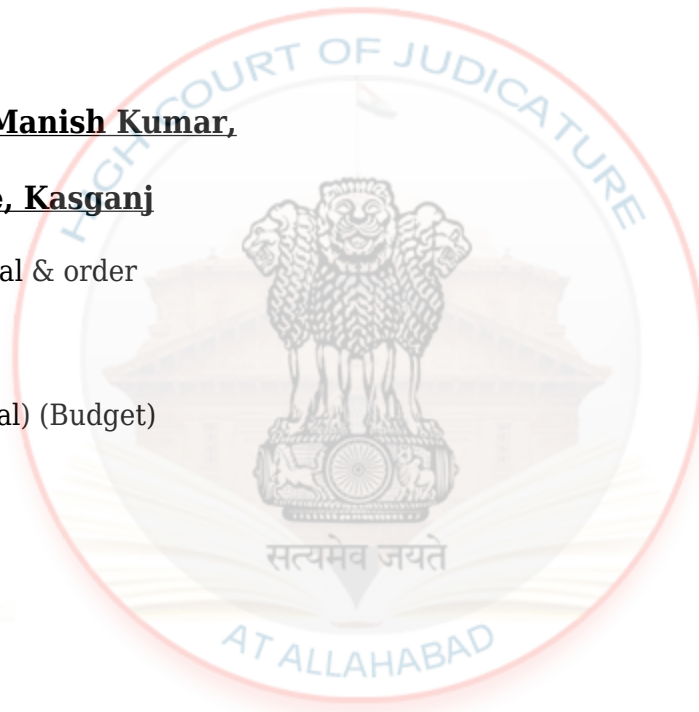 HIGH COURT OF JUDICATURE
Manish Kumar,
, Kasganj
al & order
al) (Budget)
सत्यमेव जयते
AT ALLAHABAD